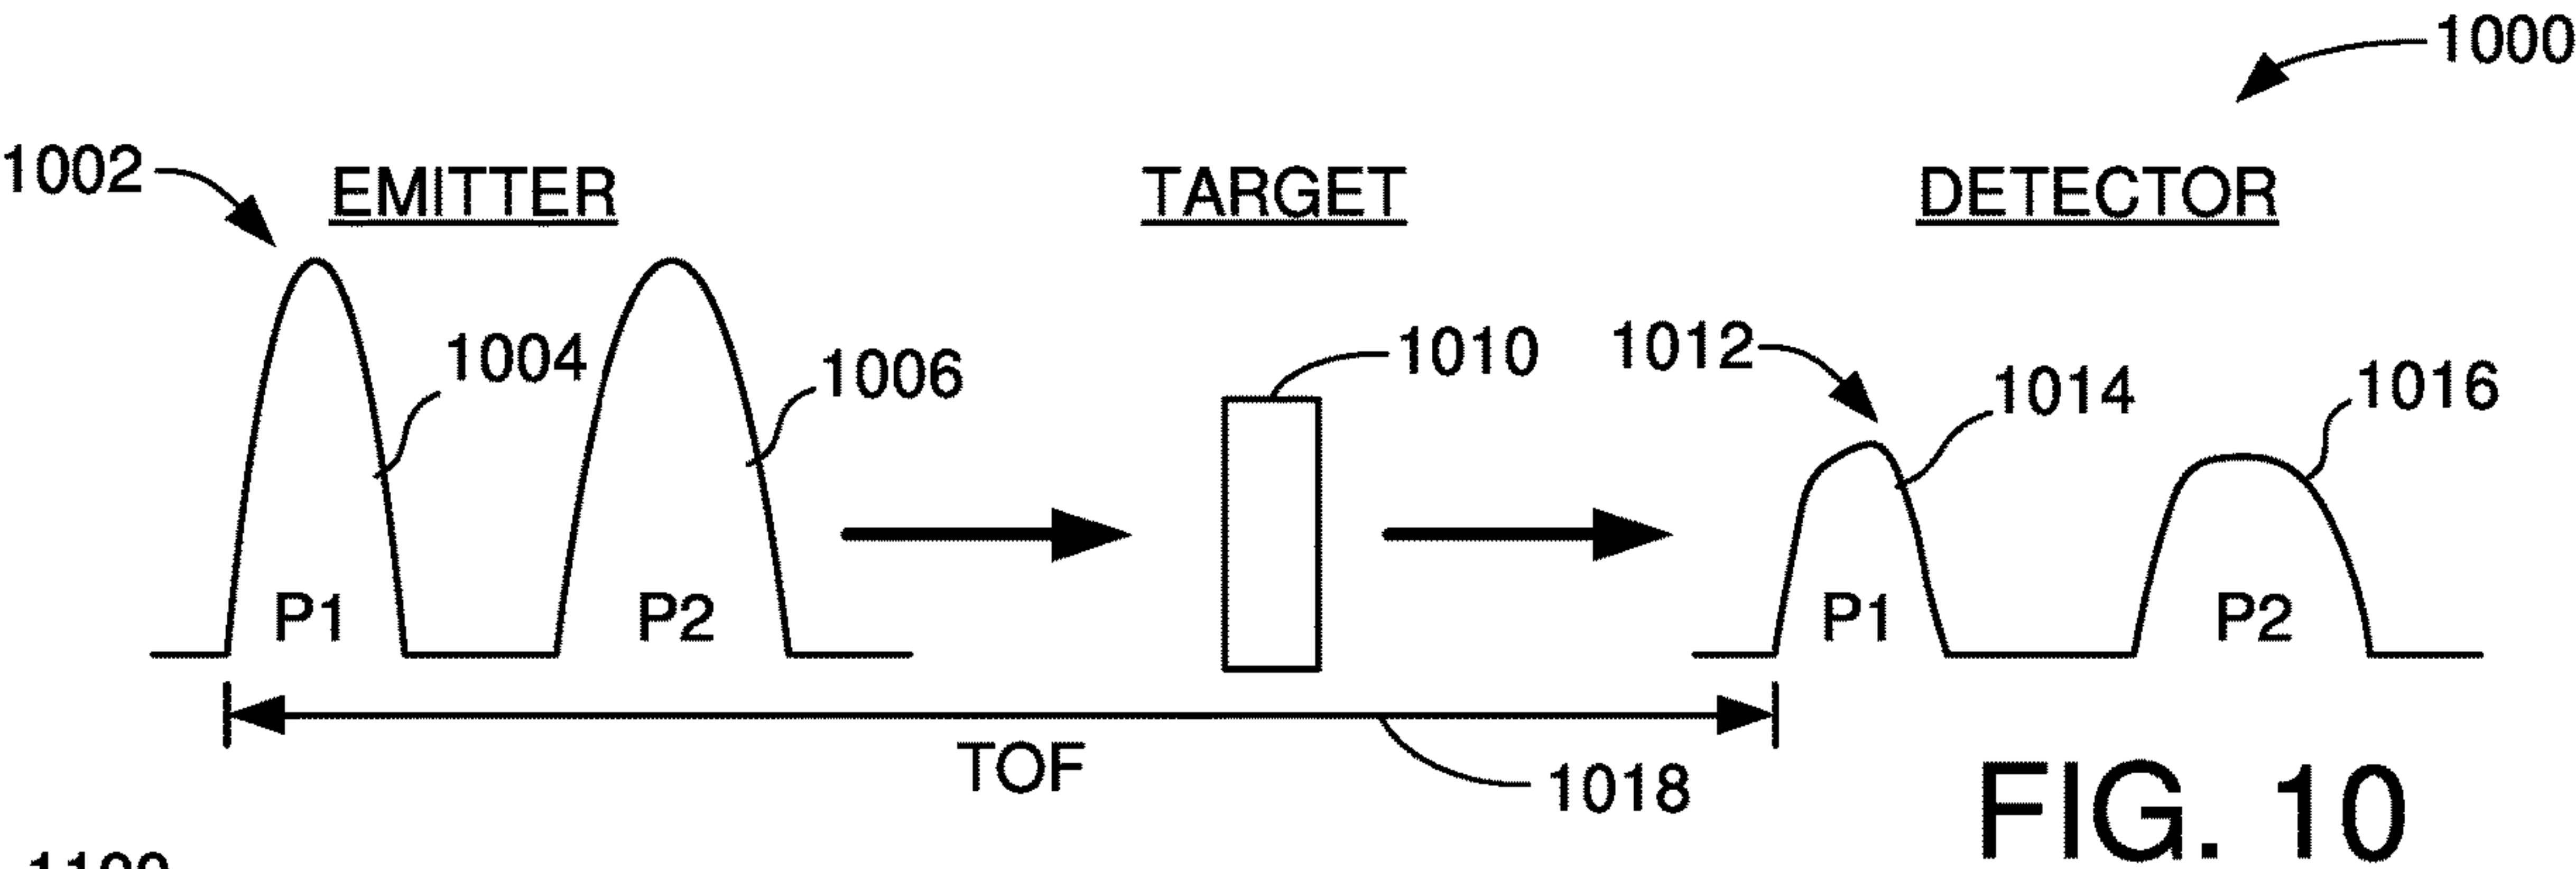 1000
1002
EMITTER TARGET DETECTOR
1004 1006 1010 1012 1014 1016
P1 P2 P1 P2
TOF
1018
FIG. 10